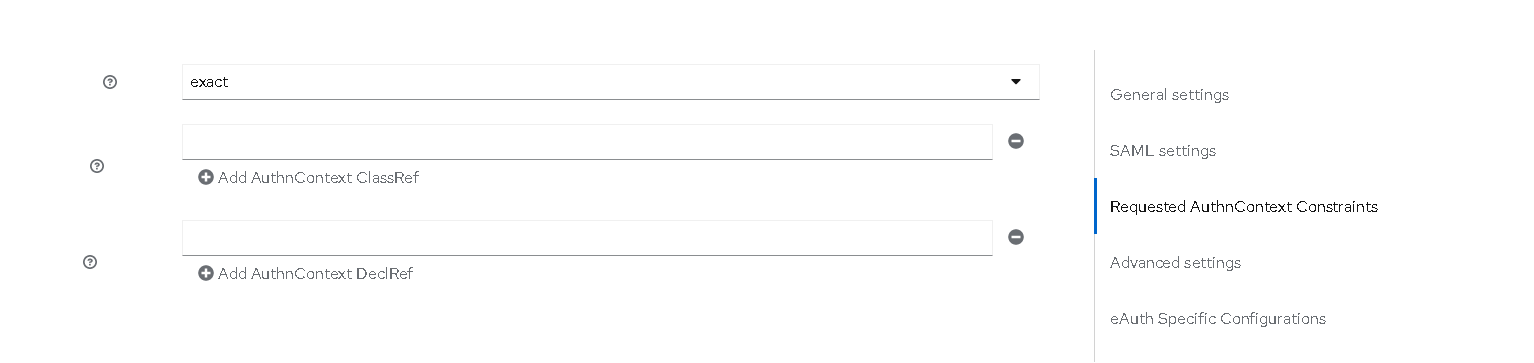 exact
Add AuthnContext ClassRef
Add AuthnContext DeclRef
General settings
SAML settings
Requested AuthnContext Constraints
Advanced settings
eAuth Specific Configurations